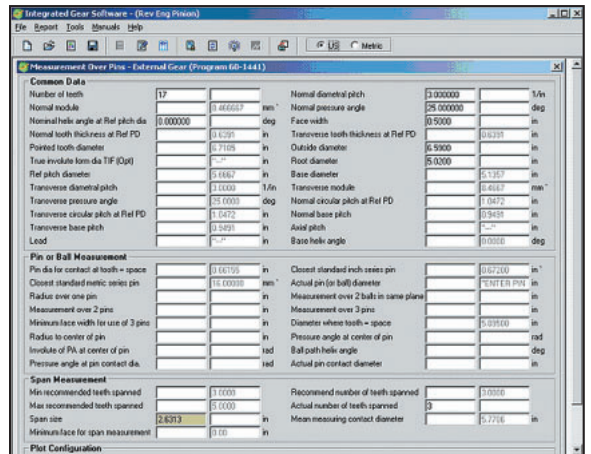 Integrated Gear Software - (Rev Eng Pinion)
File Report Tools Manuals Help
US Metric
Measurement Over Pins - External Gear (Program 60-1441)
Common Data
Number of teeth 17 Normal diametral pitch 3.000000 1/in
Normal module 8.466667 mm Normal pressure angle 25.000000 deg
Nominal helix angle at Ref pitch dia 0.000000 deg Face width 0.5000 in
Normal tooth thickness at Ref PD 0.6391 in Transverse tooth thickness at Ref PD 0.6391 in
Pointed tooth diameter 6.7105 in Outside diameter 6.5900 in
True involute form dia TIF (Opt) "--" in Root diameter 5.0200 in
Ref pitch diameter 5.6667 in Base diameter 5.1357 in
Transverse diametral pitch 3.0000 1/in Transverse module 8.4667 mm
Transverse pressure angle 25.0000 deg Normal circular pitch at Ref PD 1.0472 in
Transverse circular pitch at Ref PD 1.0472 in Normal base pitch 0.9491 in
Transverse base pitch 0.9491 in Axial pitch "--" in
Lead "--" in Base helix angle 0.0000 deg
Pin or Ball Measurement
Pin dia for contact at tooth = space 0.66155 in Closest standard inch series pin 0.67200 in
Closest standard metric series pin 16.00000 mm Actual pin (or ball) diameter "ENTER PIN in
Radius over one pin in Measurement over 2 balls in same plane in
Measurement over 2 pins in Measurement over 3 pins in
Minimum face width for use of 3 pins in Diameter where tooth = space 5.89500 in
Radius to center of pin in Pressure angle at center of pin rad
Involute of PA at center of pin rad Ball path helix angle deg
Pressure angle at pin contact dia. rad Actual pin contact diameter in
Span Measurement
Min recommended teeth spanned 3.0000 Recommend number of teeth spanned 3.0000
Max recommended teeth spanned 5.0000 Actual number of teeth spanned 3
Span size 2.6313 in Mean measuring contact diameter 5.7706 in
Minimum face for span measurement 0.00 in
Plot Configuration